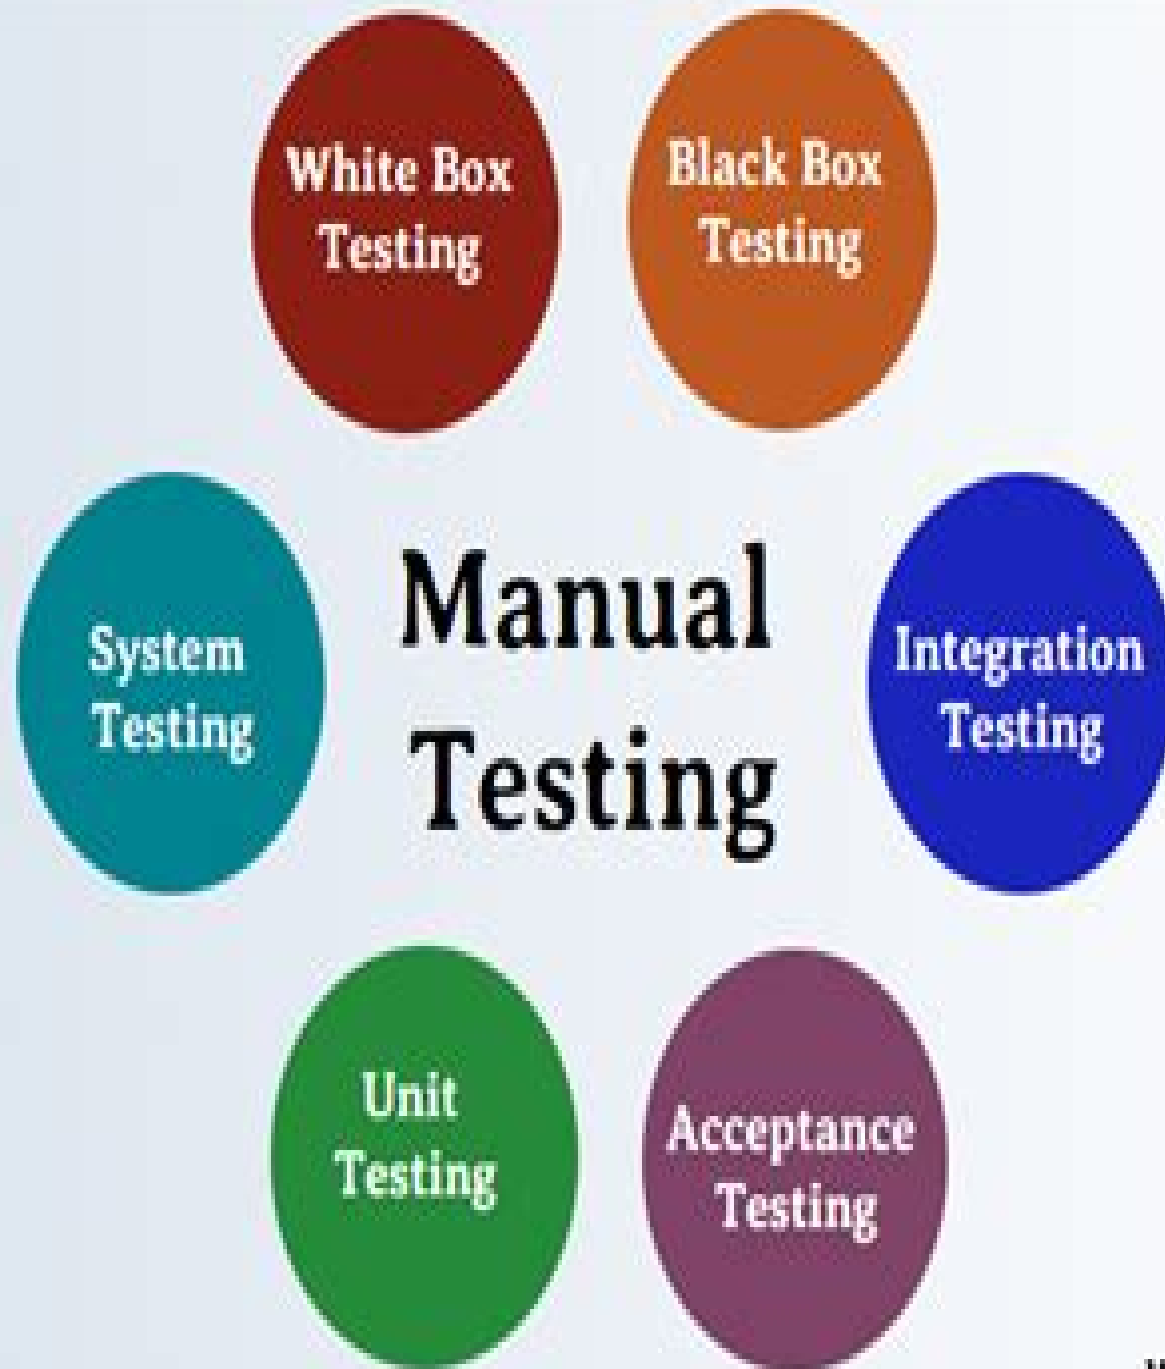 White Box
Testing
Black Box
Testing
System
Testing
Manual
Testing
Integration
Testing
Unit
Testing
Acceptance
Testing